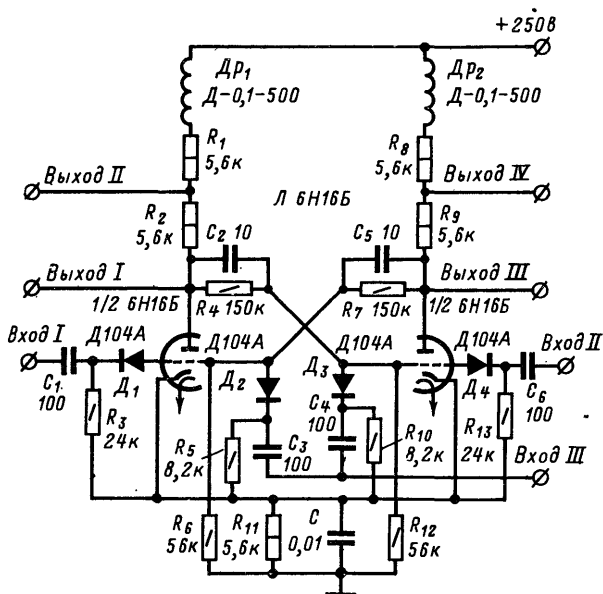 +250в
Др₁
Д-0,1-500
Др₂
Д-0,1-500
R₁
5,6к
R₈
5,6к
Выход II
Выход IV
Л 6Н16Б
R₂
5,6к
R₉
5,6к
C₂ 10
C₅ 10
Выход I
Выход III
R₄ 150к
R₇ 150к
1/2 6Н16Б
1/2 6Н16Б
Вход I
Д104А
Д104А
Д104А
Д104А
Вход II
C₁
100
Д₁
Д₂
Д₃
Д₄
C₆
100
R₃
24к
R₅
8,2к
C₃
100
C₄
100
R₁₀
8,2к
R₁₃
24к
Вход III
R₆
56к
R₁₁
5,6к
C
0,01
R₁₂
56к